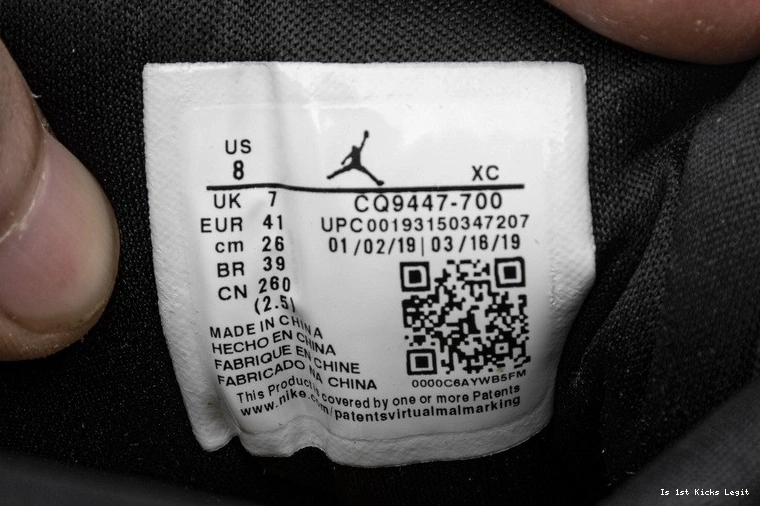 US
8
XC
UK 7 CQ9447-700
EUR 41 UPC00193150347207
cm 26 01/02/19|03/16/19
BR 39
CN 260
(2.5)
MADE IN CHINA
HECHO EN CHINA
FABRIQUE EN CHINE
FABRICADO NA CHINA
0000C6AYWB5FM
This Product is covered by one or more Patents
www.nike.com/patentsvirtualmalmarking
Is 1st Kicks Legit